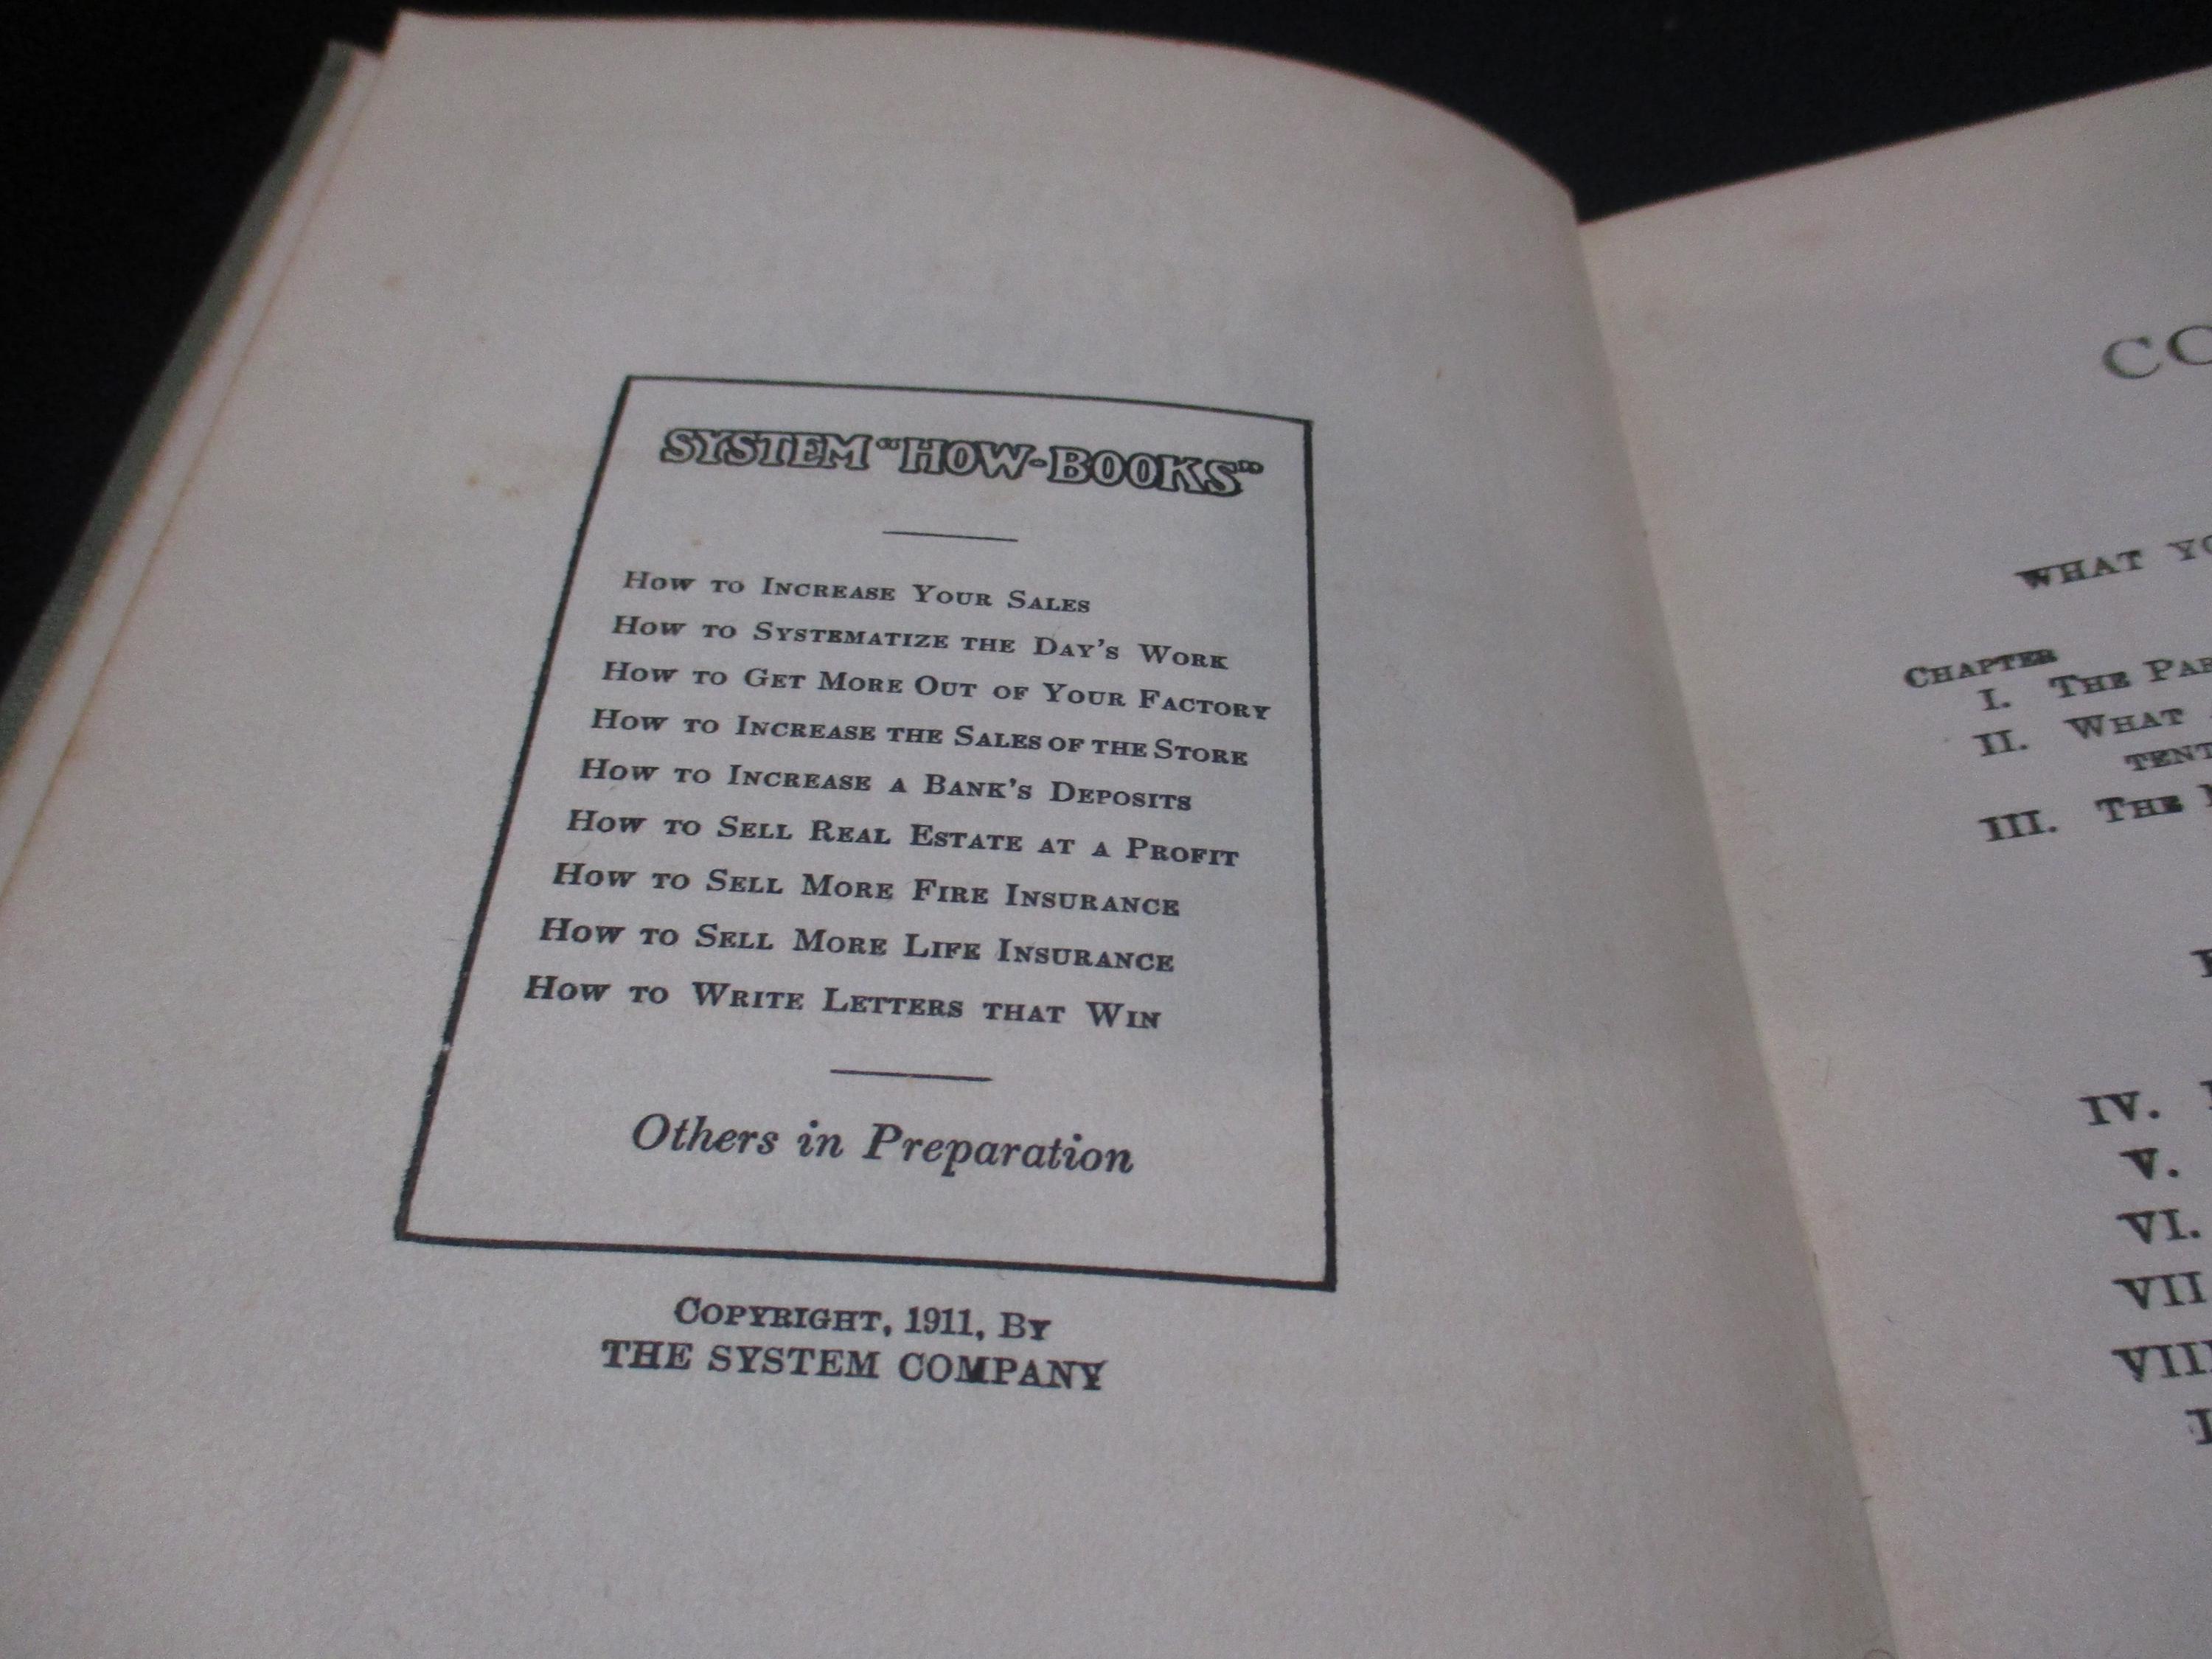 SYSTEM "HOW-BOOKS"
How to Increase Your Sales
How to Systematize the Day's Work
How to Get More Out of Your Factory
How to Increase the Sales of the Store
How to Increase a Bank's Deposits
How to Sell Real Estate at a Profit
How to Sell More Fire Insurance
How to Sell More Life Insurance
How to Write Letters that Win
Others in Preparation
Copyright, 1911, By
THE SYSTEM COMPANY
WHAT
Chapter
I. The
II. What
III. The
IV.
V.
VI.
VII